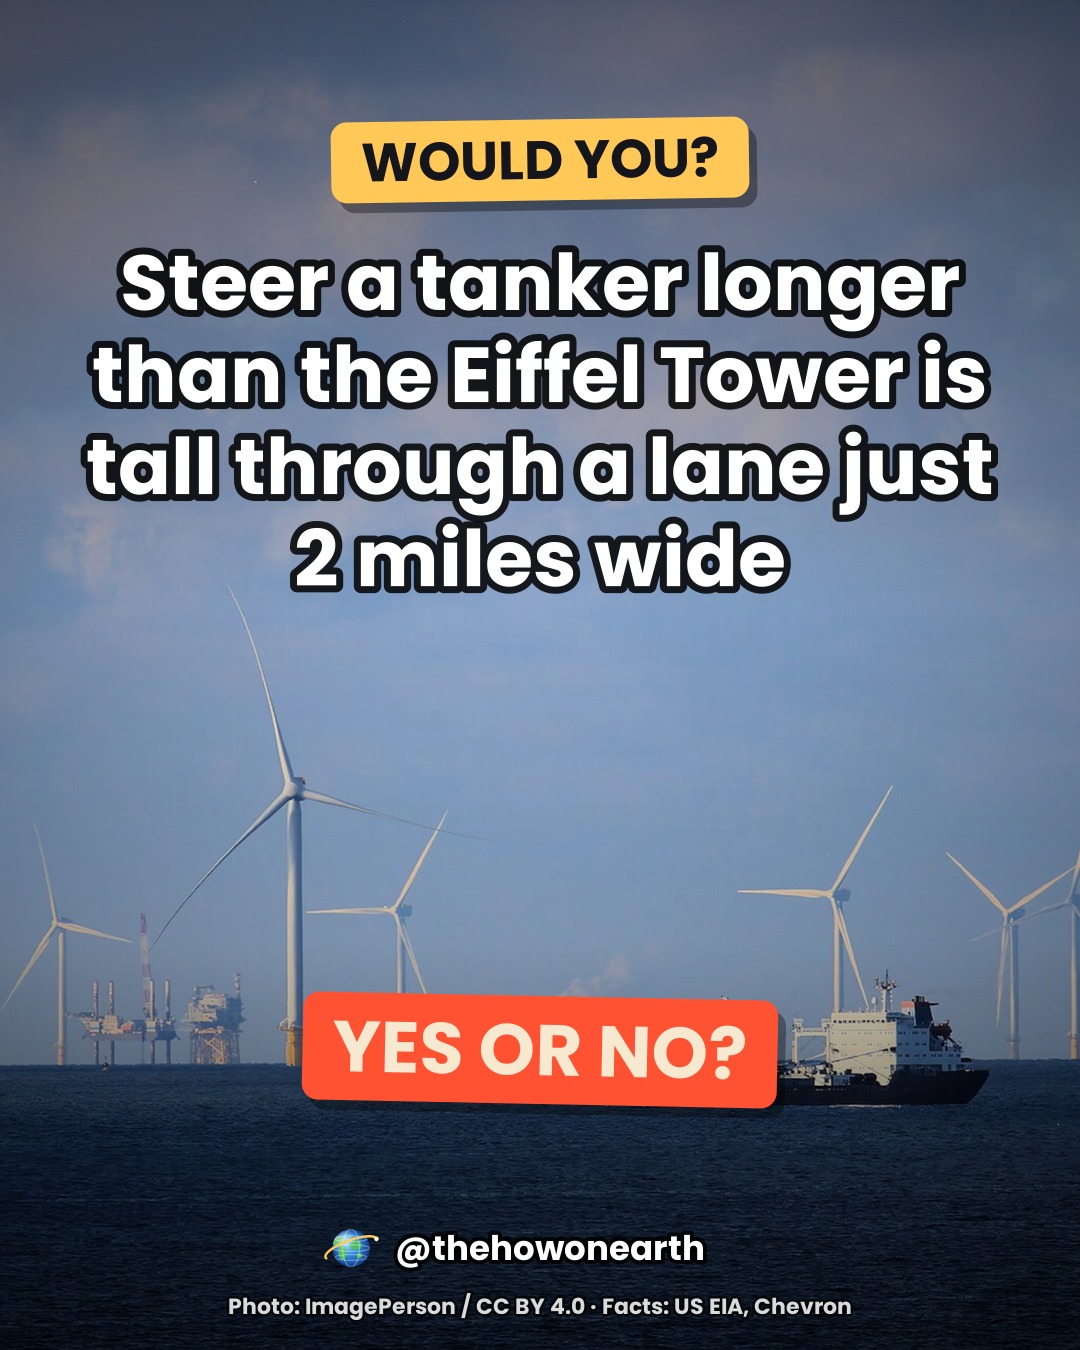 WOULD YOU?
Steer a tanker longer
than the Eiffel Tower is
tall through a lane just
2 miles wide
YES OR NO?
@thehowonearth
Photo: ImagePerson / CC BY 4.0 · Facts: US EIA, Chevron